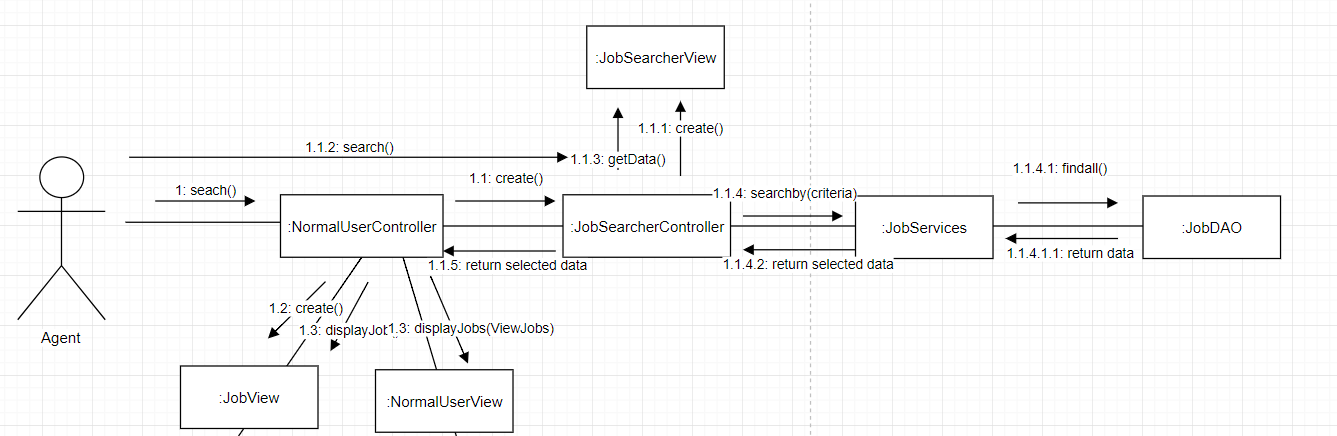 :JobSearcherView
1.1.1: create()
1.1.2: search()
1.1.3: getData()
1.1.4.1: findall()
1: seach()
1.1: create()
1.1.4: searchby(criteria)
:NormalUserController
:JobSearcherController
:JobServices
:JobDAO
1.1.5: return selected data
1.1.4.2: return selected data
1.1.4.1.1: return data
1.2: create()
Agent
1.3:
1.3: displayJobs(ViewJobs)
:JobView
:NormalUserView